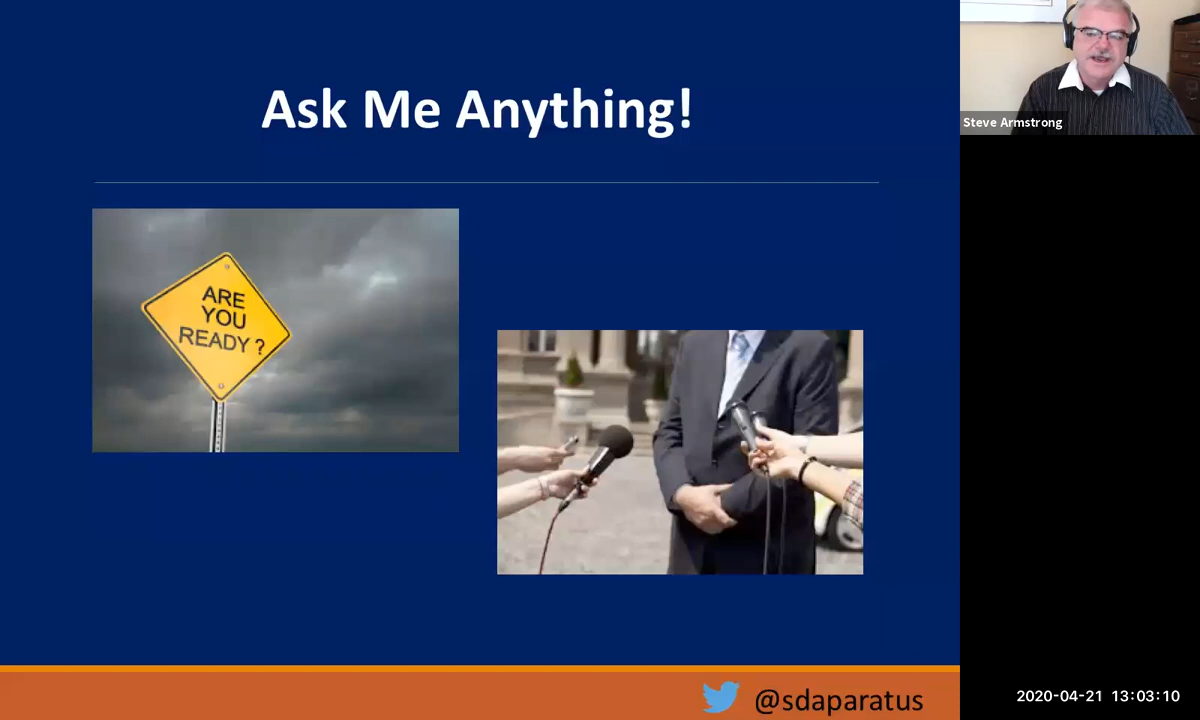 Ask Me Anything!
ARE
YOU
READY ?
@sdaparatus
Steve Armstrong
2020-04-21 13:03:10